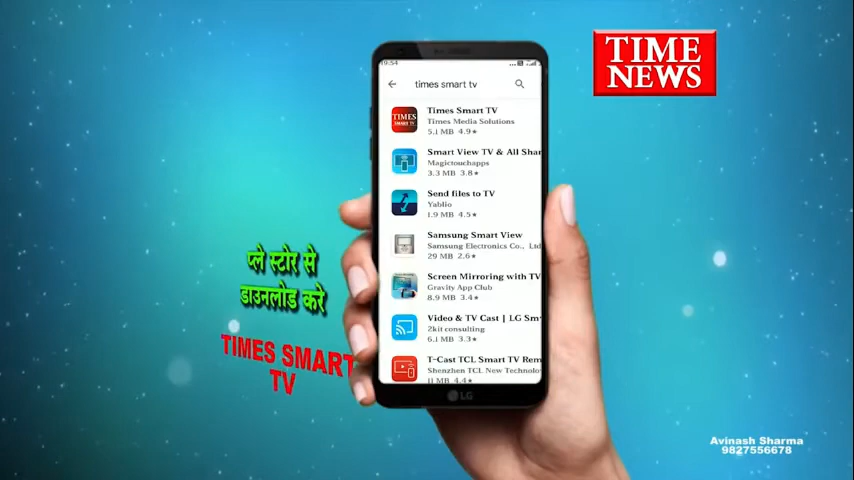 TIME
NEWS
19:54
times smart tv
Times Smart TV
Times Media Solutions
5.1 MB 4.9★
Smart View TV & All Shar
Magictouchapps
3.3 MB 3.8★
Send files to TV
Yablio
1.9 MB 4.5★
Samsung Smart View
Samsung Electronics Co., Ltd
29 MB 2.6★
Screen Mirroring with TV
Gravity App Club
8.9 MB 3.4★
Video & TV Cast | LG Sm
2kit consulting
6.1 MB 3.3★
T-Cast TCL Smart TV Rem
Shenzhen TCL New Technolo
11 MB 4.4★
LG
प्ले स्टोर से
डाउनलोड करे
TIMES SMART
TV
Avinash Sharma
9827556678